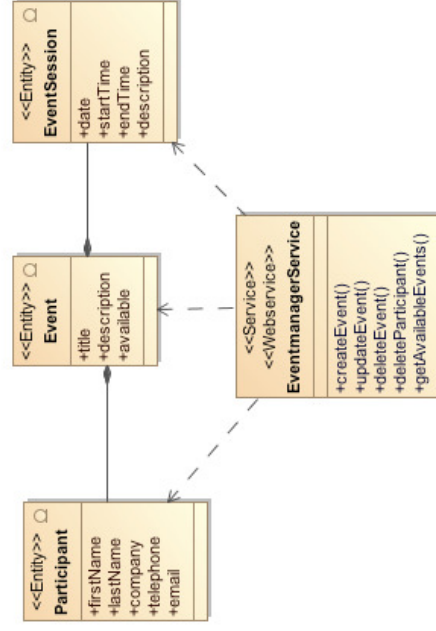 <<Entity>>
Participant
+firstName
+lastName
+company
+telephone
+email
<<Entity>>
Event
+title
+description
+available
<<Entity>>
EventSession
+date
+startTime
+endTime
+description
<<Service>>
<<Webservice>>
EventmanagerService
+createEvent()
+updateEvent()
+deleteEvent()
+deleteParticipant()
+getAvailableEvents()